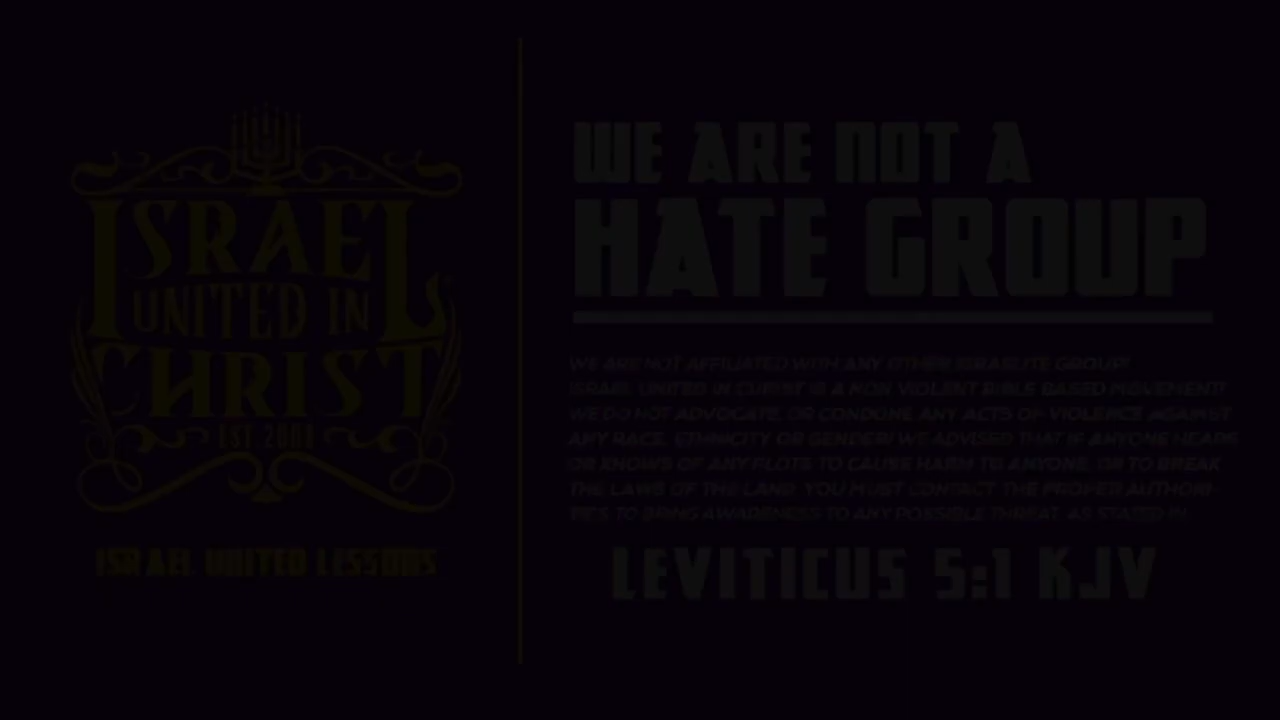 ISRAEL
UNITED IN
CHRIST
EST 2003
ISRAEL UNITED LESSONS
WE ARE NOT A
HATE GROUP
WE ARE NOT AFFILIATED WITH ANY OTHER ISRAELITE GROUP!
ISRAEL UNITED IN CHRIST IS A NON VIOLENT BIBLE BASED MOVEMENT!
WE DO NOT ADVOCATE, OR CONDONE ANY ACTS OF VIOLENCE AGAINST
ANY RACE, ETHNICITY OR GENDER! WE ADVISED THAT IF ANYONE HEARS
OR KNOWS OF ANY PLOTS TO CAUSE HARM TO ANYONE, OR TO BREAK
THE LAWS OF THE LAND, YOU MUST CONTACT THE PROPER AUTHORI-
TIES, TO BRING AWARENESS TO ANY POSSIBLE THREAT. AS STATED IN
LEVITICUS 5:1 KJV